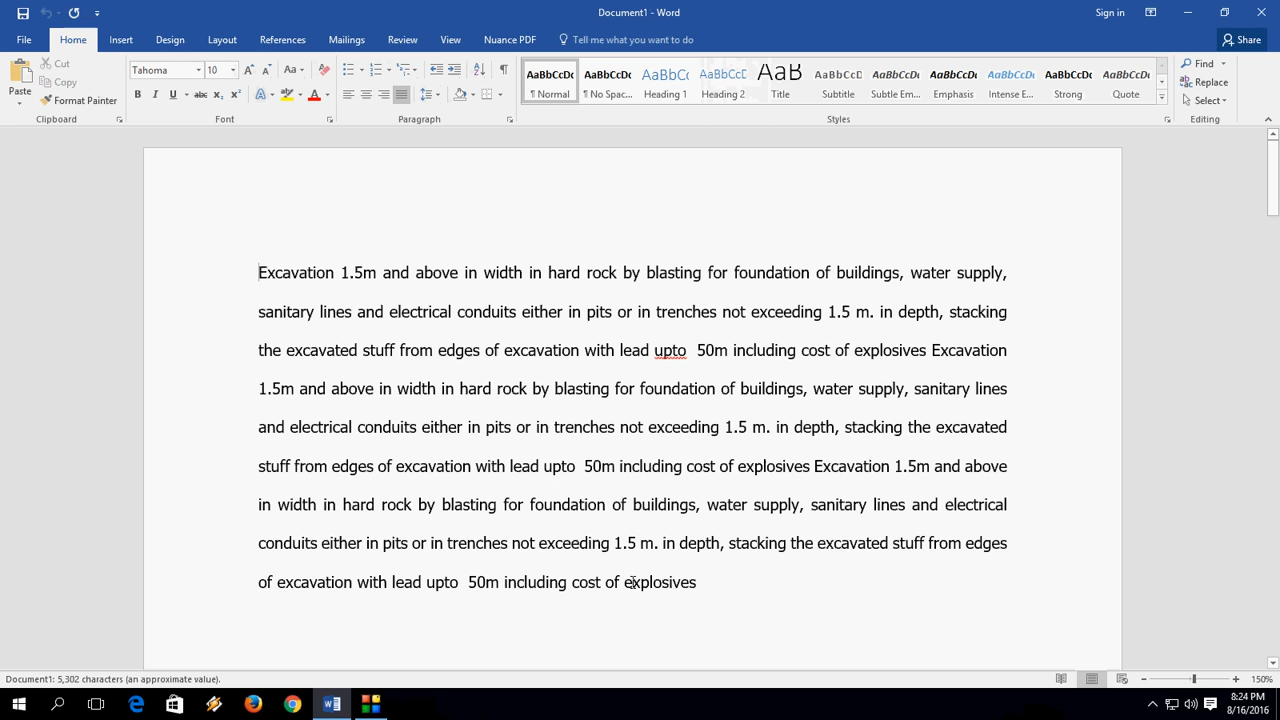 Document1 - Word
Sign in
File Home Insert Design Layout References Mailings Review View Nuance PDF Tell me what you want to do Share
Paste Cut Copy Format Painter
Tahoma 10
AaBbCcDc AaBbCcDc AaBbCc AaBbCcD AaB AaBbCcD AaBbCcDc AaBbCcDc AaBbCcDc AaBbCcDc AaBbCcDc
¶ Normal ¶ No Spac... Heading 1 Heading 2 Title Subtitle Subtle Em... Emphasis Intense E... Strong Quote
Find Replace Select
Clipboard Font Paragraph Styles Editing
Excavation 1.5m and above in width in hard rock by blasting for foundation of buildings, water supply,
sanitary lines and electrical conduits either in pits or in trenches not exceeding 1.5 m. in depth, stacking
the excavated stuff from edges of excavation with lead upto 50m including cost of explosives Excavation
1.5m and above in width in hard rock by blasting for foundation of buildings, water supply, sanitary lines
and electrical conduits either in pits or in trenches not exceeding 1.5 m. in depth, stacking the excavated
stuff from edges of excavation with lead upto 50m including cost of explosives Excavation 1.5m and above
in width in hard rock by blasting for foundation of buildings, water supply, sanitary lines and electrical
conduits either in pits or in trenches not exceeding 1.5 m. in depth, stacking the excavated stuff from edges
of excavation with lead upto 50m including cost of explosives
Document1: 5,302 characters (an approximate value).
150%
8:24 PM
8/16/2016